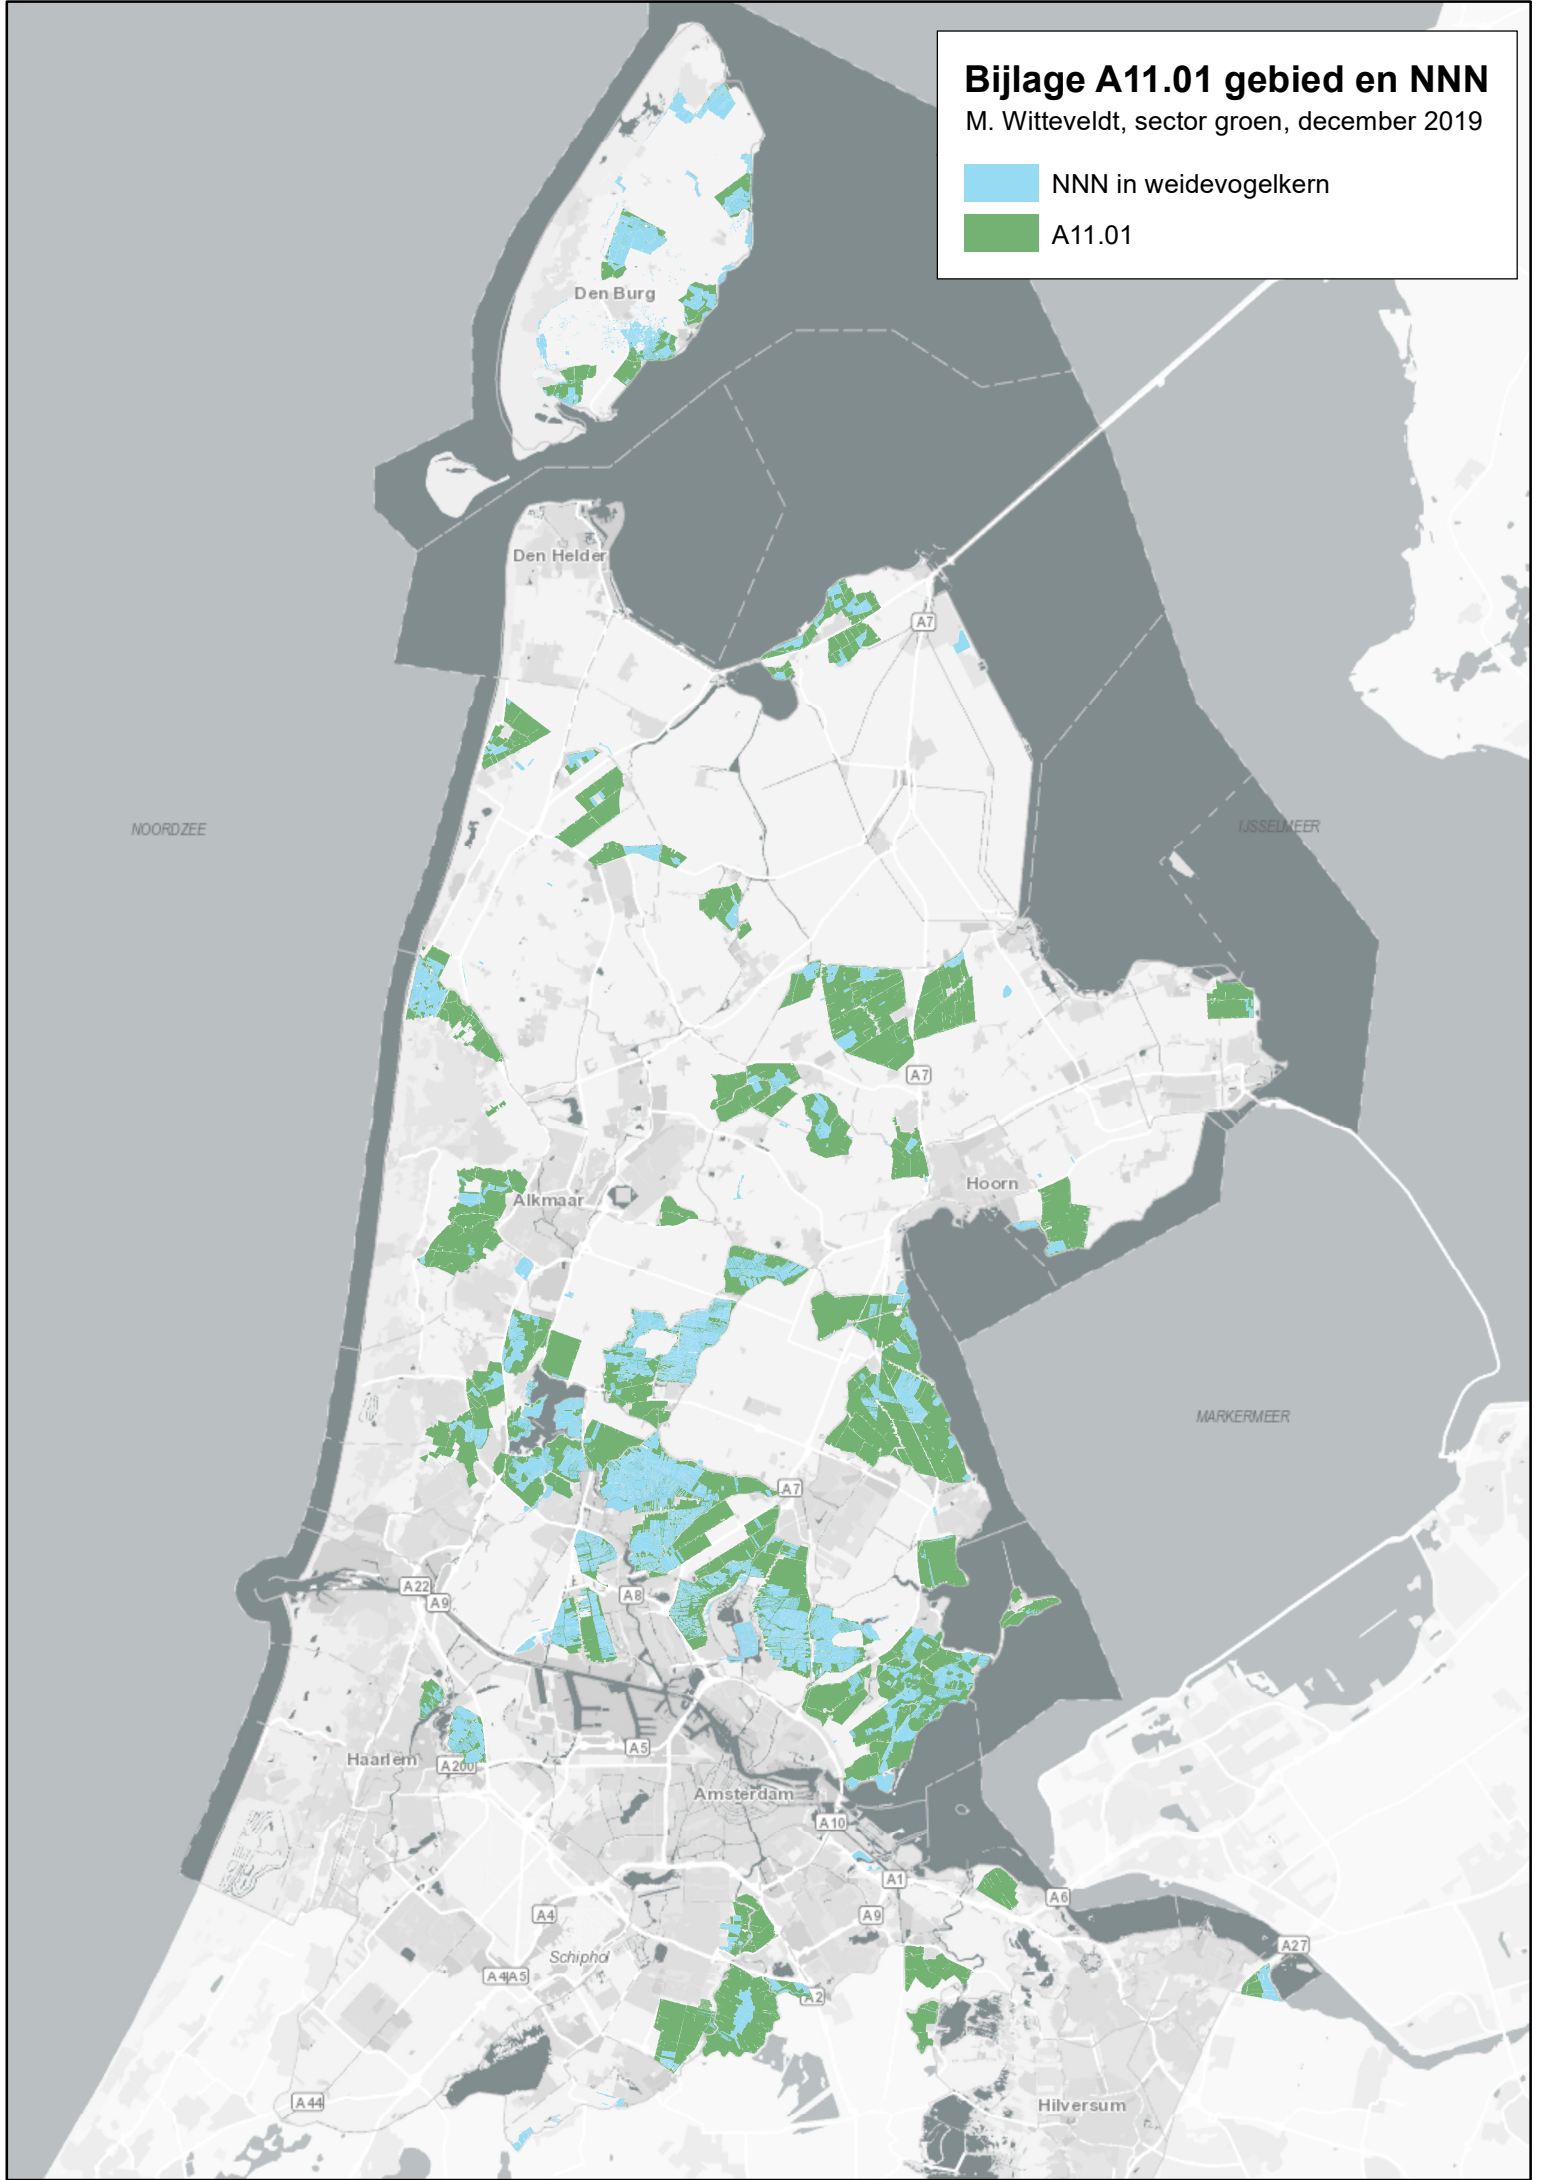 Bijlage A11.01 gebied en NNN
M. Witteveldt, sector groen, december 2019
NNN in weidevogelkern
A11.01
Den Burg
Den Helder
A7
NOORDZEE
IJSSELMEER
A7
Hoorn
Alkmaar
MARKERMEER
A7
A22
A9
A8
Haarlem
A200
A5
Amsterdam
A10
A1
A6
A4
A9
Schiphol
A27
A4|A5
A2
A44
Hilversum